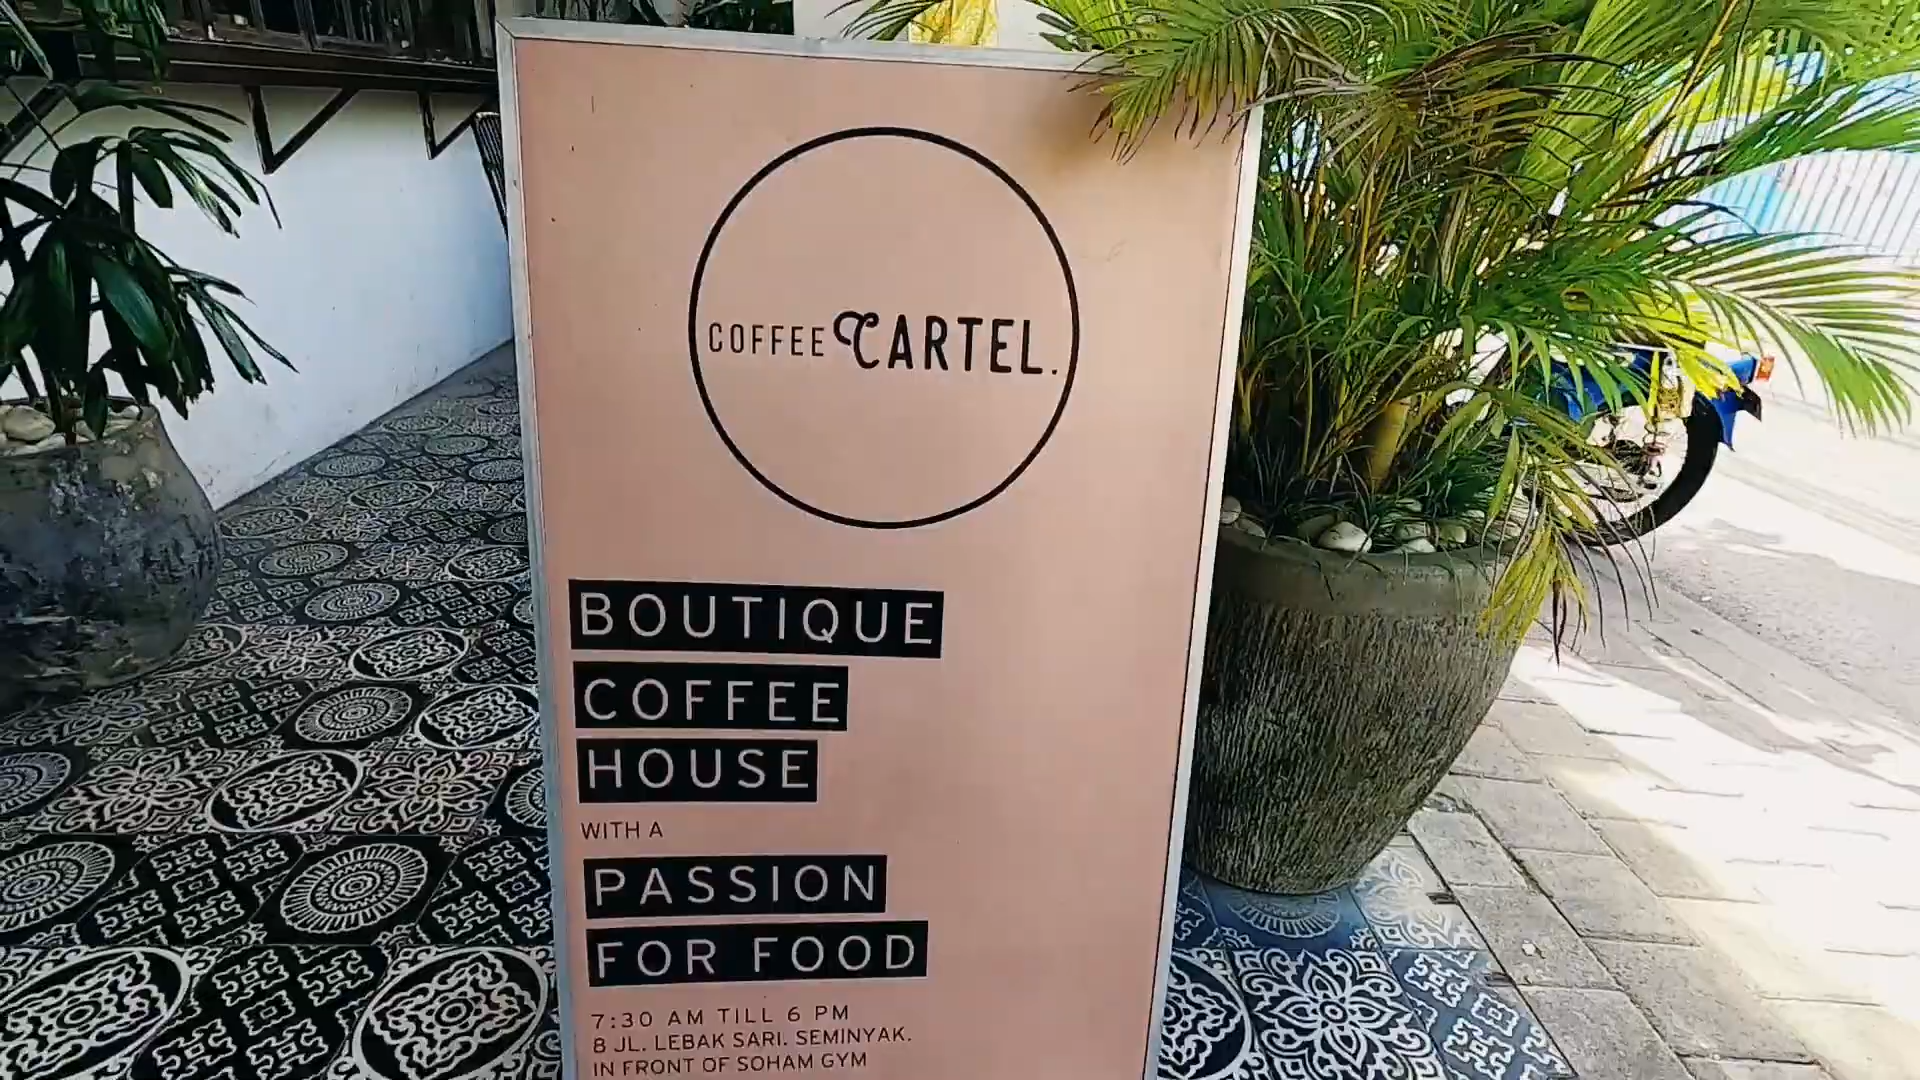 COFFEE CARTEL.
BOUTIQUE
COFFEE
HOUSE
WITH A
PASSION
FOR FOOD
7:30 AM TILL 6 PM
8 JL. LEBAK SARI. SEMINYAK.
IN FRONT OF SOHAM GYM